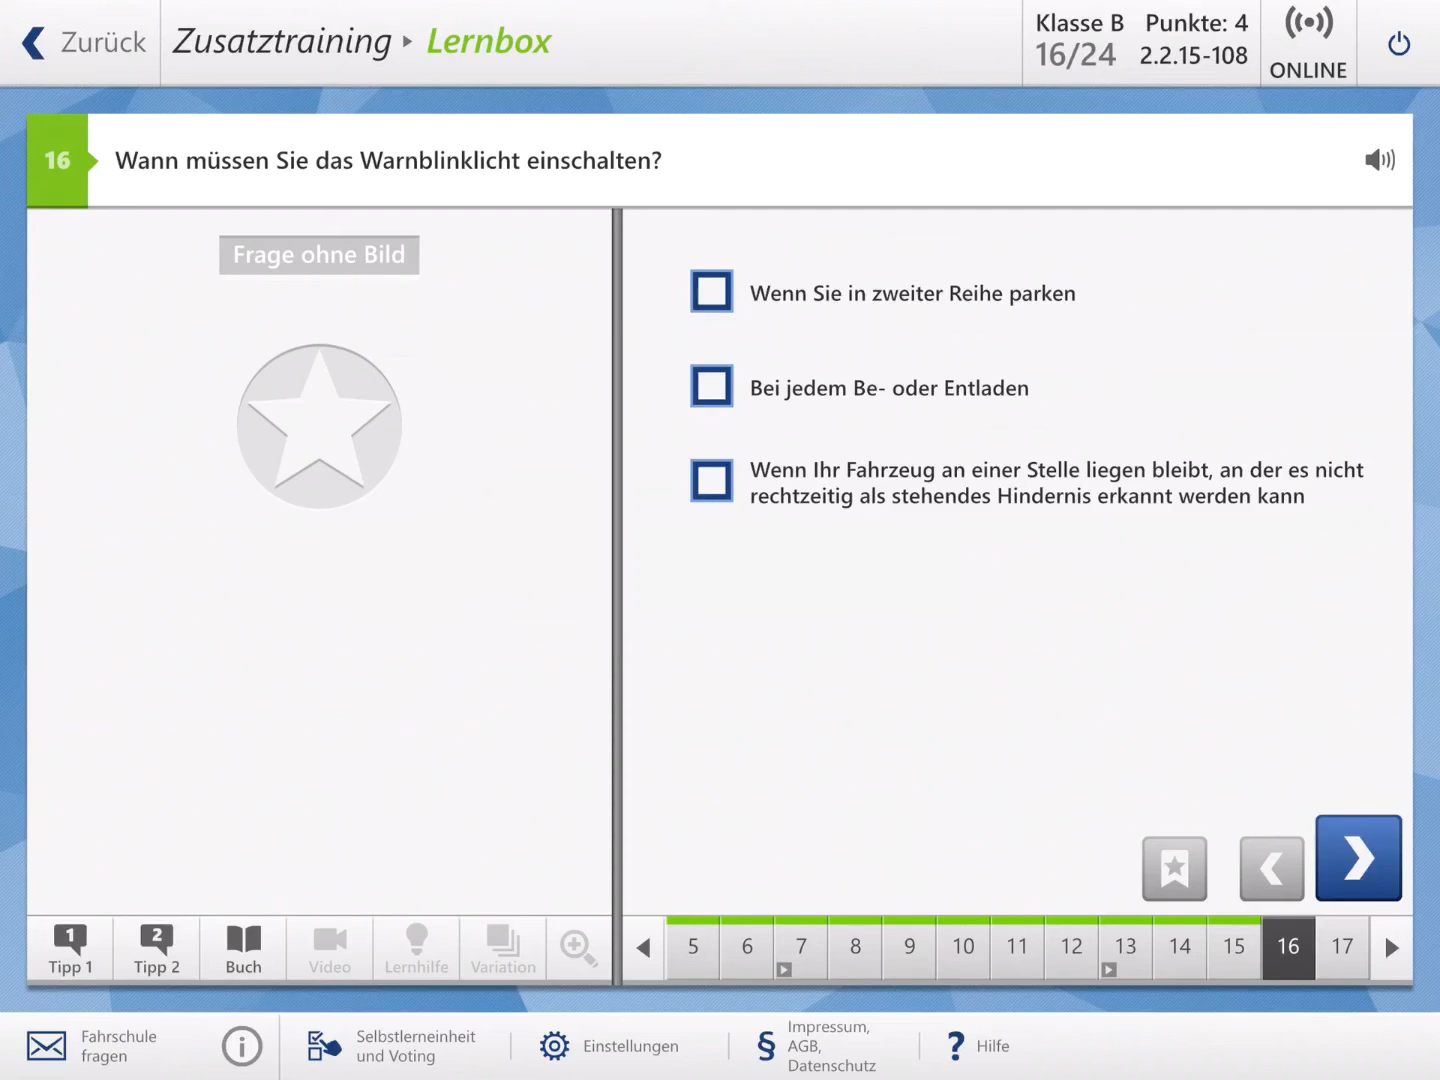 Zurück
Zusatztraining
Lernbox
Klasse B
Punkte: 4
16/24
2.2.15-108
ONLINE
16
Wann müssen Sie das Warnblinklicht einschalten?
Frage ohne Bild
Wenn Sie in zweiter Reihe parken
Bei jedem Be- oder Entladen
Wenn Ihr Fahrzeug an einer Stelle liegen bleibt, an der es nicht
rechtzeitig als stehendes Hindernis erkannt werden kann
1
Tipp 1
2
Tipp 2
Buch
Video
Lernhilfe
Variation
5
6
7
8
9
10
11
12
13
14
15
16
17
Fahrschule
fragen
Selbstlerneinheit
und Voting
Einstellungen
§
Impressum,
AGB,
Datenschutz
?
Hilfe